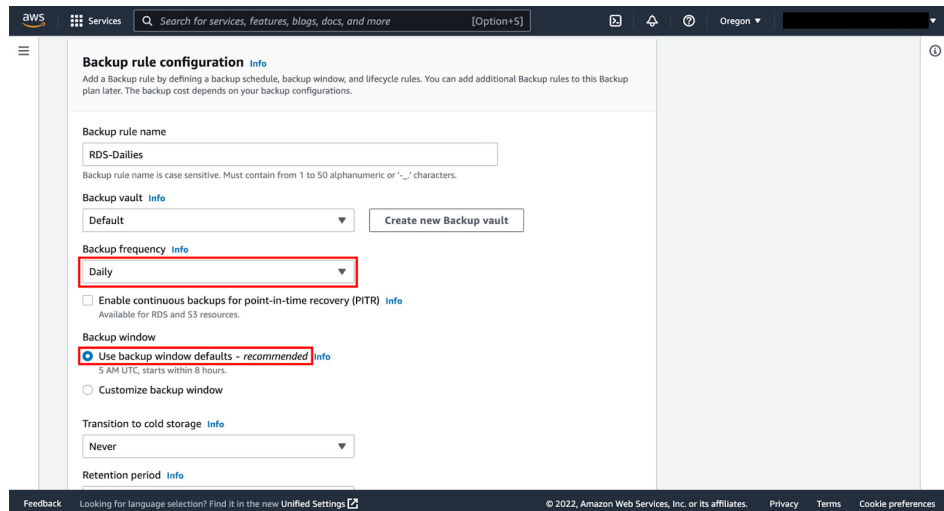 aws
Services
Search for services, features, blogs, docs, and more
[Option+S]
Oregon
Backup rule configuration Info
Add a Backup rule by defining a backup schedule, backup window, and lifecycle rules. You can add additional Backup rules to this Backup
plan later. The backup cost depends on your backup configurations.
Backup rule name
RDS-Dailies
Backup rule name is case sensitive. Must contain from 1 to 50 alphanumeric or '-_.' characters.
Backup vault Info
Default
Create new Backup vault
Backup frequency Info
Daily
Enable continuous backups for point-in-time recovery (PITR) Info
Available for RDS and S3 resources.
Backup window
Use backup window defaults - recommended Info
5 AM UTC, starts within 8 hours.
Customize backup window
Transition to cold storage Info
Never
Retention period Info
Feedback
Looking for language selection? Find it in the new Unified Settings
© 2022, Amazon Web Services, Inc. or its affiliates.
Privacy
Terms
Cookie preferences